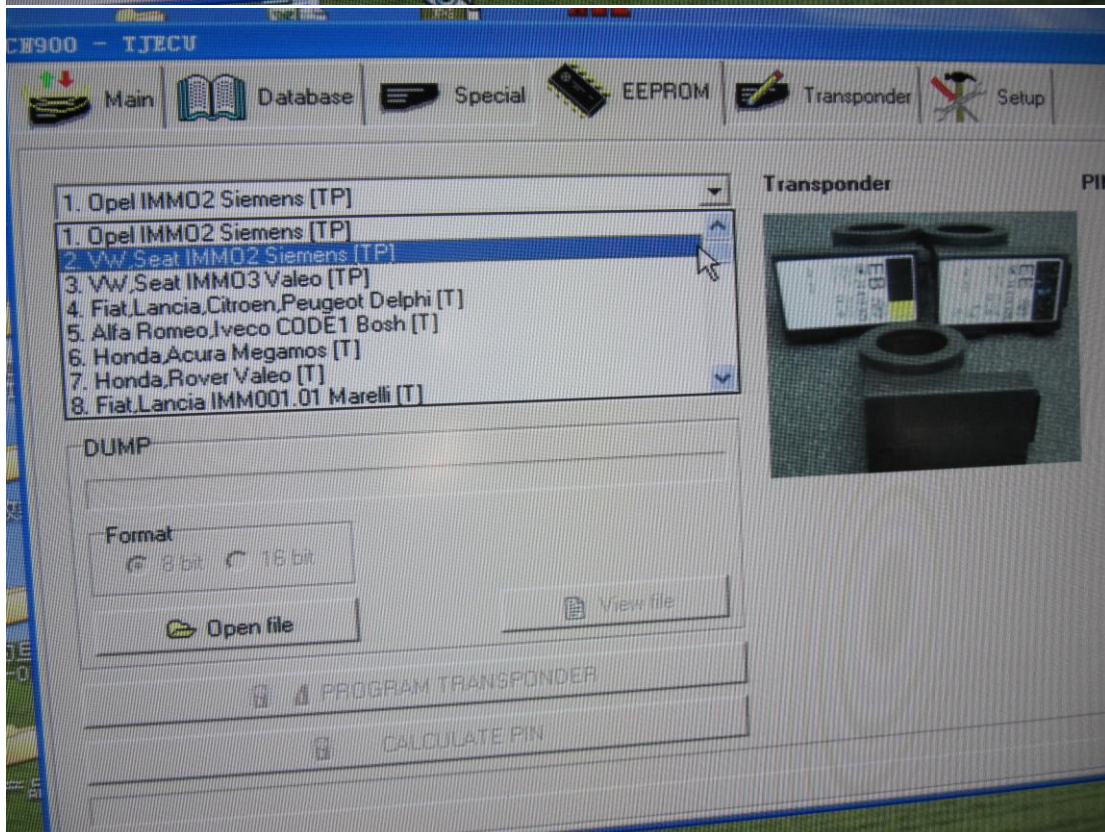 CH900 - TJECU
Main
Database
Special
EEPROM
Transponder
Setup
1. Opel IMMO2 Siemens [TP]
1. Opel IMMO2 Siemens [TP]
2. VW,Seat IMMO2 Siemens [TP]
3. VW,Seat IMMO3 Valeo [TP]
4. Fiat,Lancia,Citroen,Peugeot Delphi [T]
5. Alfa Romeo,Iveco CODE1 Bosh [T]
6. Honda,Acura Megamos [T]
7. Honda,Rover Valeo [T]
8. Fiat,Lancia IMM001.01 Marelli [T]
Transponder
DUMP
Format
8 bit
16 bit
Open file
View file
PROGRAM TRANSPONDER
CALCULATE PIN